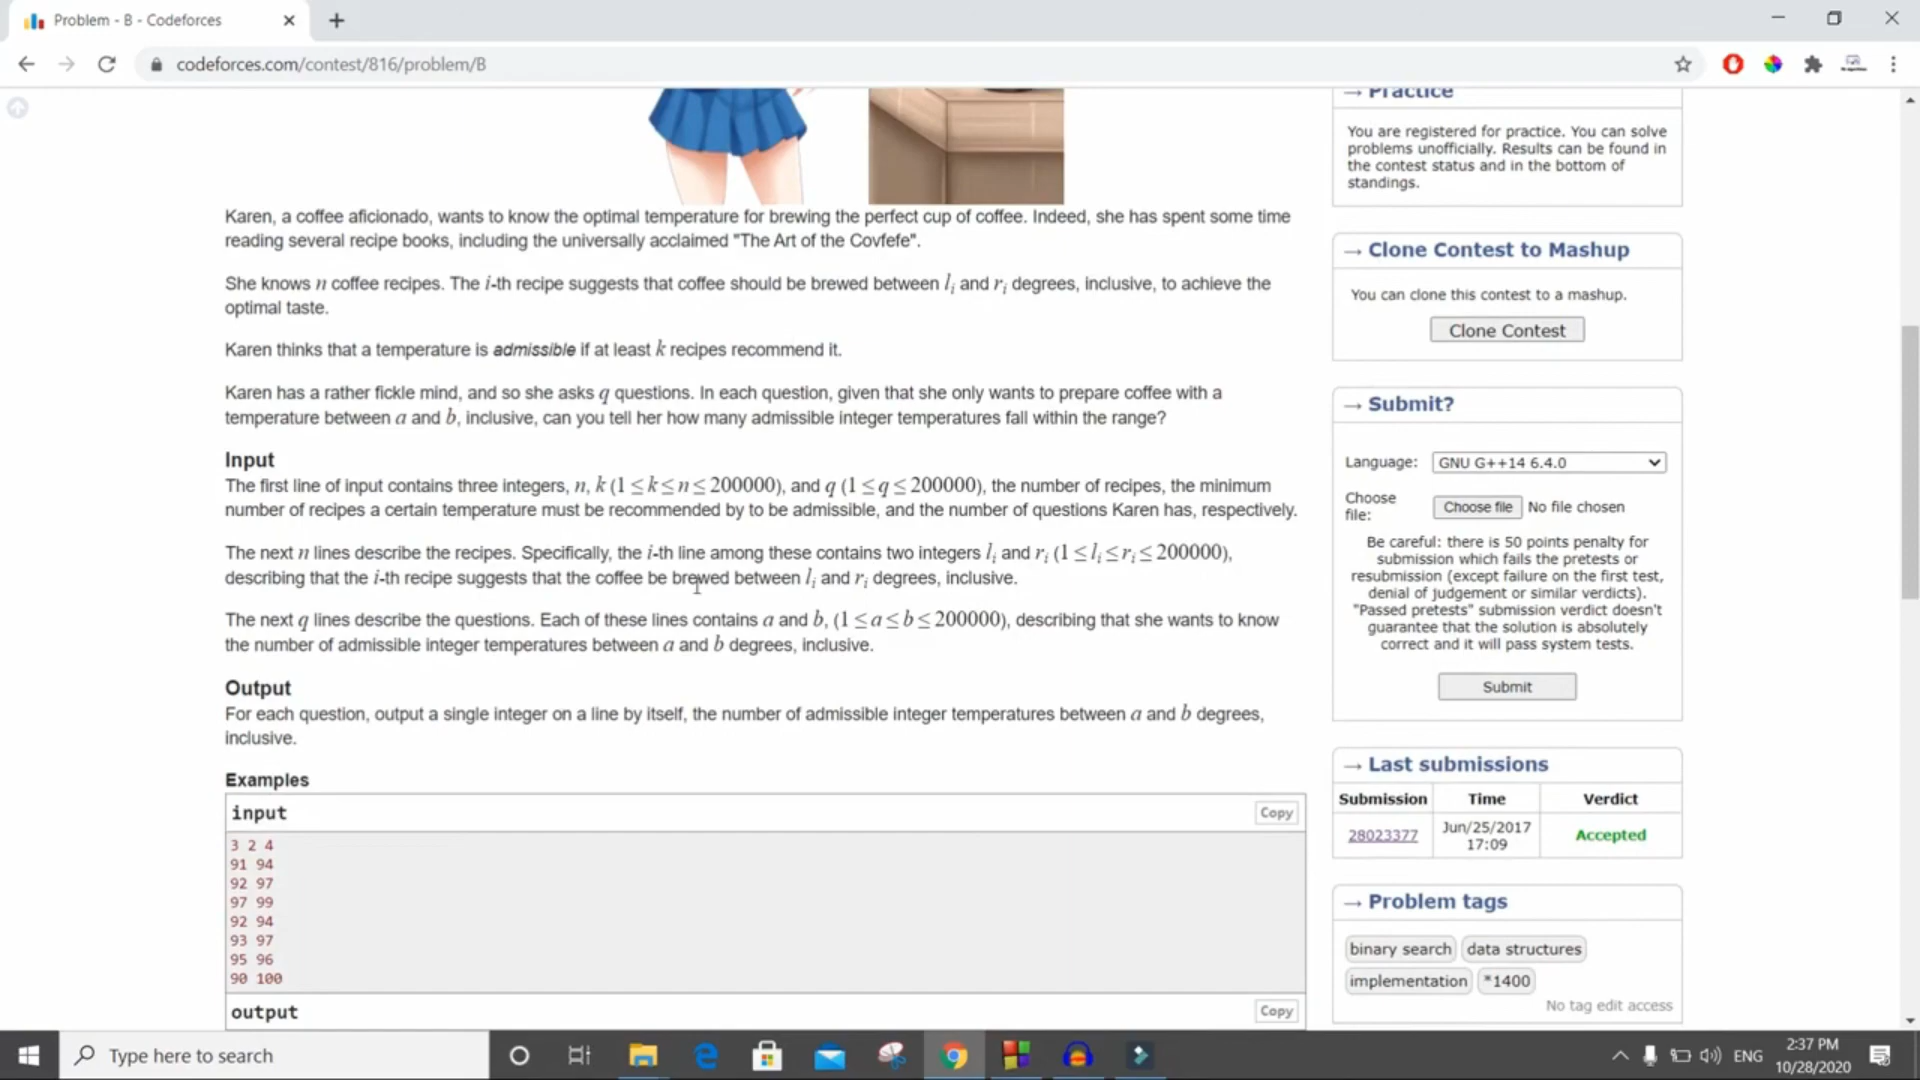 Problem - B - Codeforces
codeforces.com/contest/816/problem/B
→ Practice
You are registered for practice. You can solve
problems unofficially. Results can be found in
the contest status and in the bottom of
standings.
Karen, a coffee aficionado, wants to know the optimal temperature for brewing the perfect cup of coffee. Indeed, she has spent some time
reading several recipe books, including the universally acclaimed "The Art of the Covfefe".
She knows n coffee recipes. The i-th recipe suggests that coffee should be brewed between l_i and r_i degrees, inclusive, to achieve the
optimal taste.
Karen thinks that a temperature is admissible if at least k recipes recommend it.
Karen has a rather fickle mind, and so she asks q questions. In each question, given that she only wants to prepare coffee with a
temperature between a and b, inclusive, can you tell her how many admissible integer temperatures fall within the range?
Input
The first line of input contains three integers, n, k (1 ≤ k ≤ n ≤ 200000), and q (1 ≤ q ≤ 200000), the number of recipes, the minimum
number of recipes a certain temperature must be recommended by to be admissible, and the number of questions Karen has, respectively.
The next n lines describe the recipes. Specifically, the i-th line among these contains two integers l_i and r_i (1 ≤ l_i ≤ r_i ≤ 200000),
describing that the i-th recipe suggests that the coffee be brewed between l_i and r_i degrees, inclusive.
The next q lines describe the questions. Each of these lines contains a and b, (1 ≤ a ≤ b ≤ 200000), describing that she wants to know
the number of admissible integer temperatures between a and b degrees, inclusive.
Output
For each question, output a single integer on a line by itself, the number of admissible integer temperatures between a and b degrees,
inclusive.
Examples
input
Copy
3 2 4
91 94
92 97
97 99
92 94
93 97
95 96
90 100
output
Copy
→ Clone Contest to Mashup
You can clone this contest to a mashup.
Clone Contest
→ Submit?
Language: GNU G++14 6.4.0
Choose
file:
Choose file No file chosen
Be careful: there is 50 points penalty for
submission which fails the pretests or
resubmission (except failure on the first test,
denial of judgement or similar verdicts).
"Passed pretests" submission verdict doesn't
guarantee that the solution is absolutely
correct and it will pass system tests.
Submit
→ Last submissions
Submission Time Verdict
28023377 Jun/25/2017
17:09 Accepted
→ Problem tags
binary search data structures
implementation *1400
No tag edit access
Type here to search
ENG
2:37 PM
10/28/2020